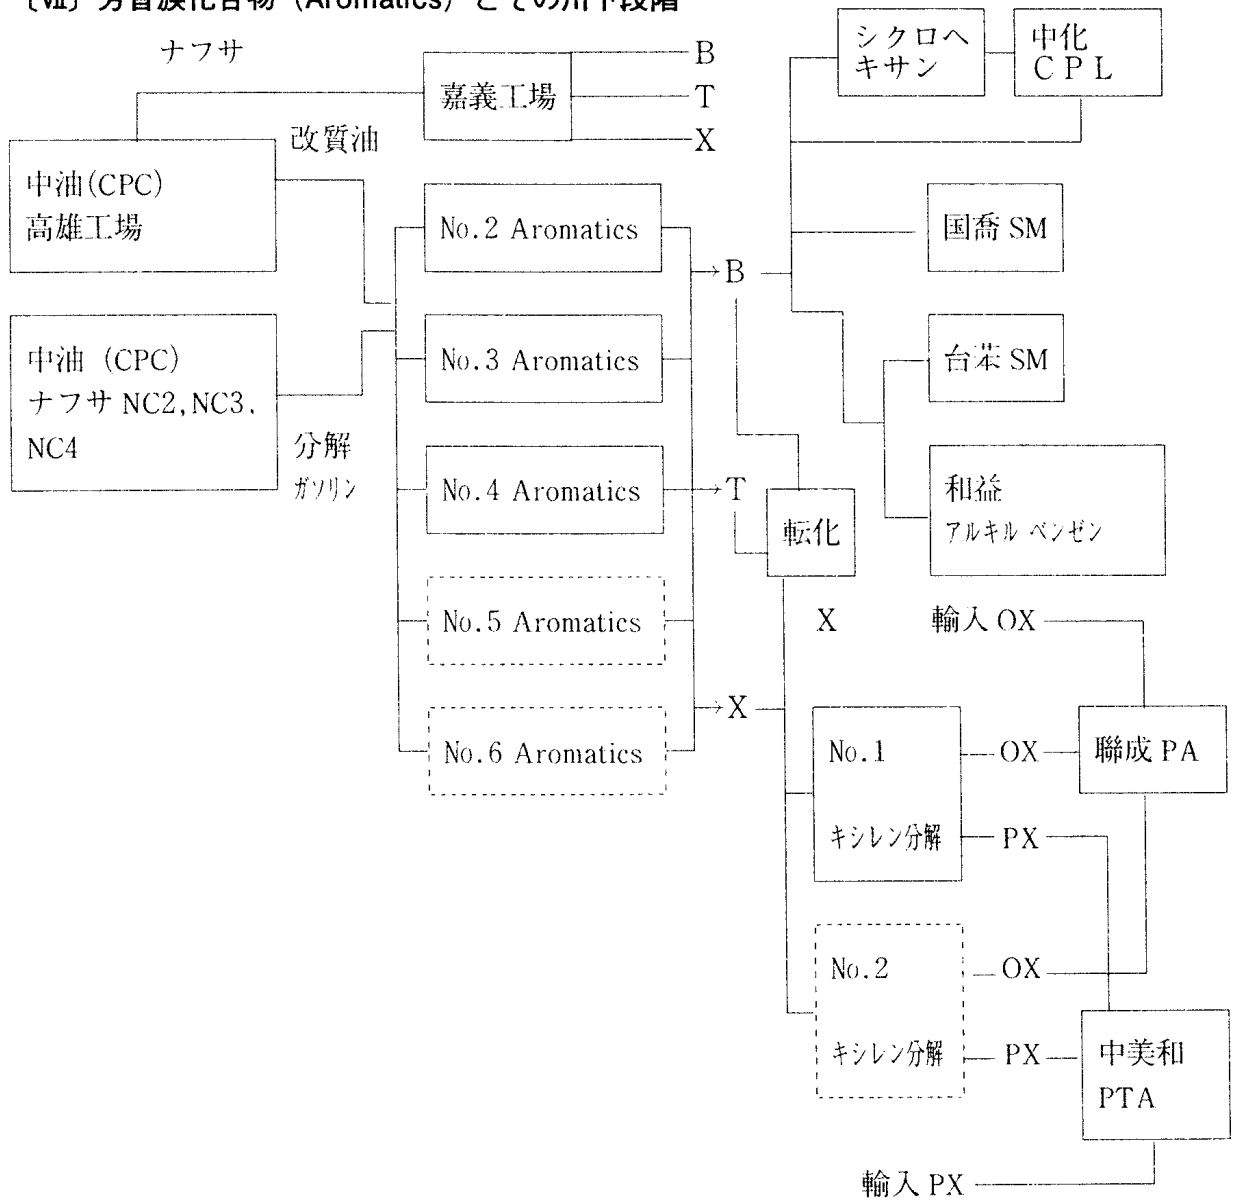 〔Ⅶ〕芳香族化合物（Aromatics）とその川下段階
ナフサ
嘉義工場
B
T
X
シクロヘ
キサン
中化
CPL
改質油
中油(CPC)
高雄工場
No.2 Aromatics
B
国喬 SM
中油（CPC）
ナフサ NC2,NC3,
NC4
No.3 Aromatics
台苯 SM
分解
ガソリン
No.4 Aromatics
T
転化
和益
アルキル ベンゼン
No.5 Aromatics
X
輸入 OX
No.6 Aromatics
X
No.1
キシレン分解
OX
PX
聯成 PA
No.2
キシレン分解
OX
PX
中美和
PTA
輸入 PX